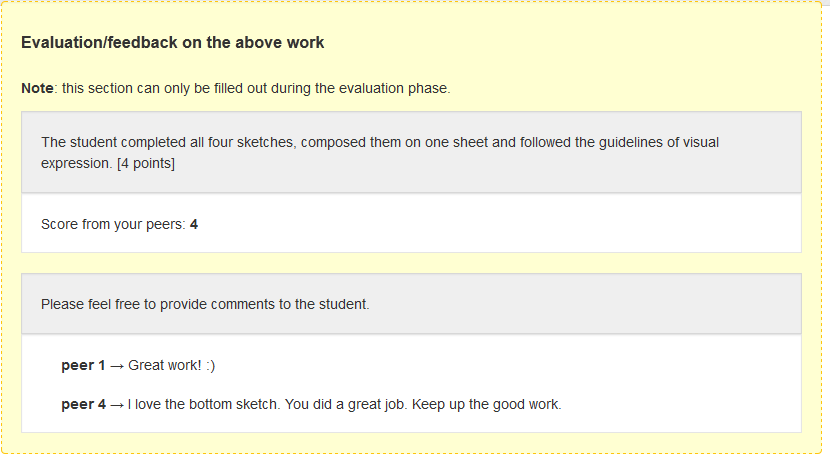 Evaluation/feedback on the above work
Note: this section can only be filled out during the evaluation phase.
The student completed all four sketches, composed them on one sheet and followed the guidelines of visual
expression. [4 points]
Score from your peers: 4
Please feel free to provide comments to the student.
peer 1 → Great work! :)
peer 4 → I love the bottom sketch. You did a great job. Keep up the good work.